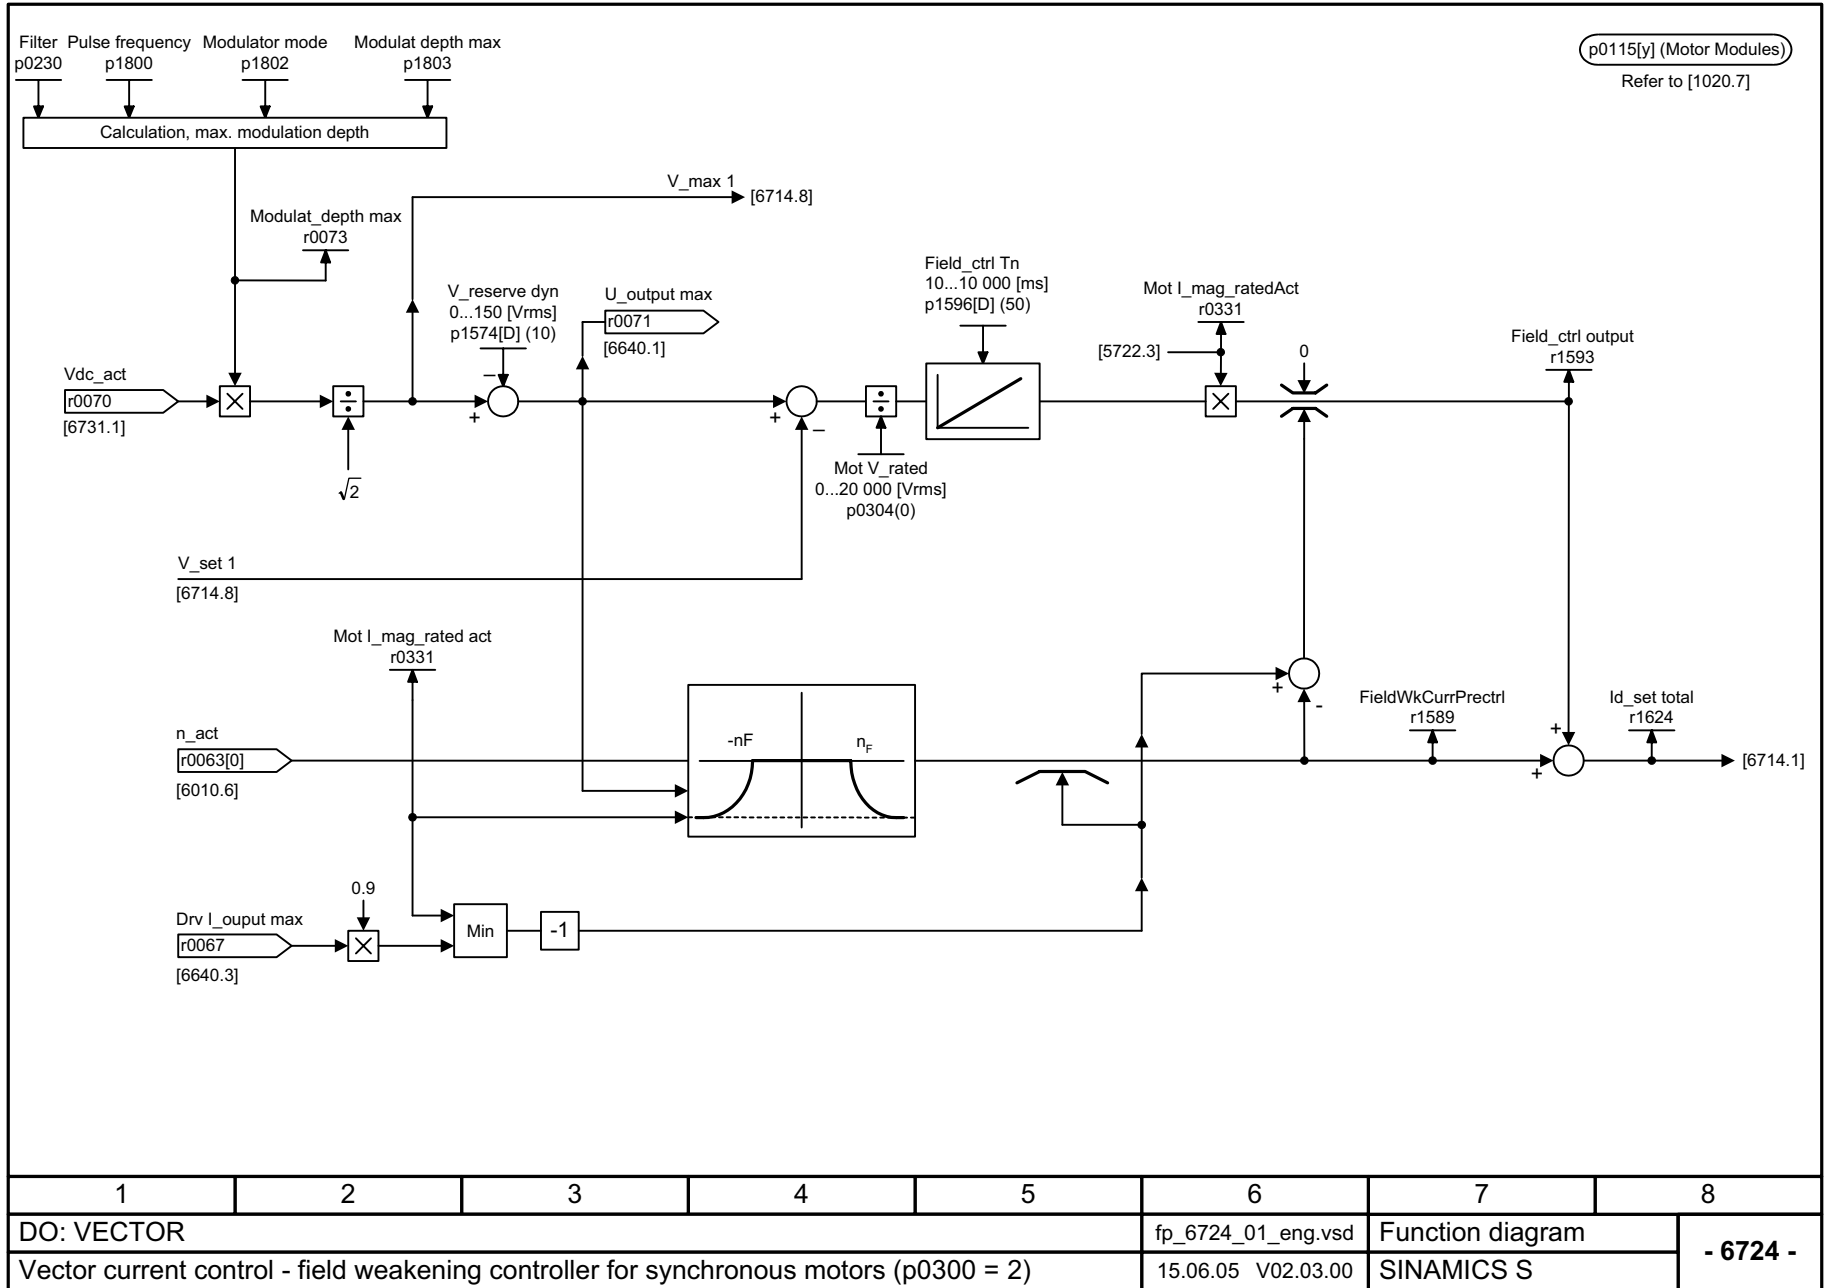 Filter Pulse frequency Modulator mode Modulat depth max
p0230 p1800 p1802 p1803
p0115[y] (Motor Modules)
Refer to [1020.7]
Calculation, max. modulation depth
V_max 1
[6714.8]
Modulat_depth max
r0073
V_reserve dyn
0...150 [Vrms]
p1574[D] (10)
U_output max
r0071
[6640.1]
Field_ctrl Tn
10...10 000 [ms]
p1596[D] (50)
Mot I_mag_ratedAct
r0331
[5722.3]
0
Field_ctrl output
r1593
Vdc_act
r0070
[6731.1]
×
÷
√2
+
–
+
–
÷
Mot V_rated
0...20 000 [Vrms]
p0304(0)
×
V_set 1
[6714.8]
Mot I_mag_rated act
r0331
n_act
r0063[0]
[6010.6]
-nF
nF
+
-
FieldWkCurrPrectrl
r1589
Id_set total
r1624
+
+
[6714.1]
0.9
Drv I_ouput max
r0067
[6640.3]
×
Min
-1
1 2 3 4 5 6 7 8
DO: VECTOR
fp_6724_01_eng.vsd
Function diagram
- 6724 -
Vector current control - field weakening controller for synchronous motors (p0300 = 2)
15.06.05 V02.03.00
SINAMICS S